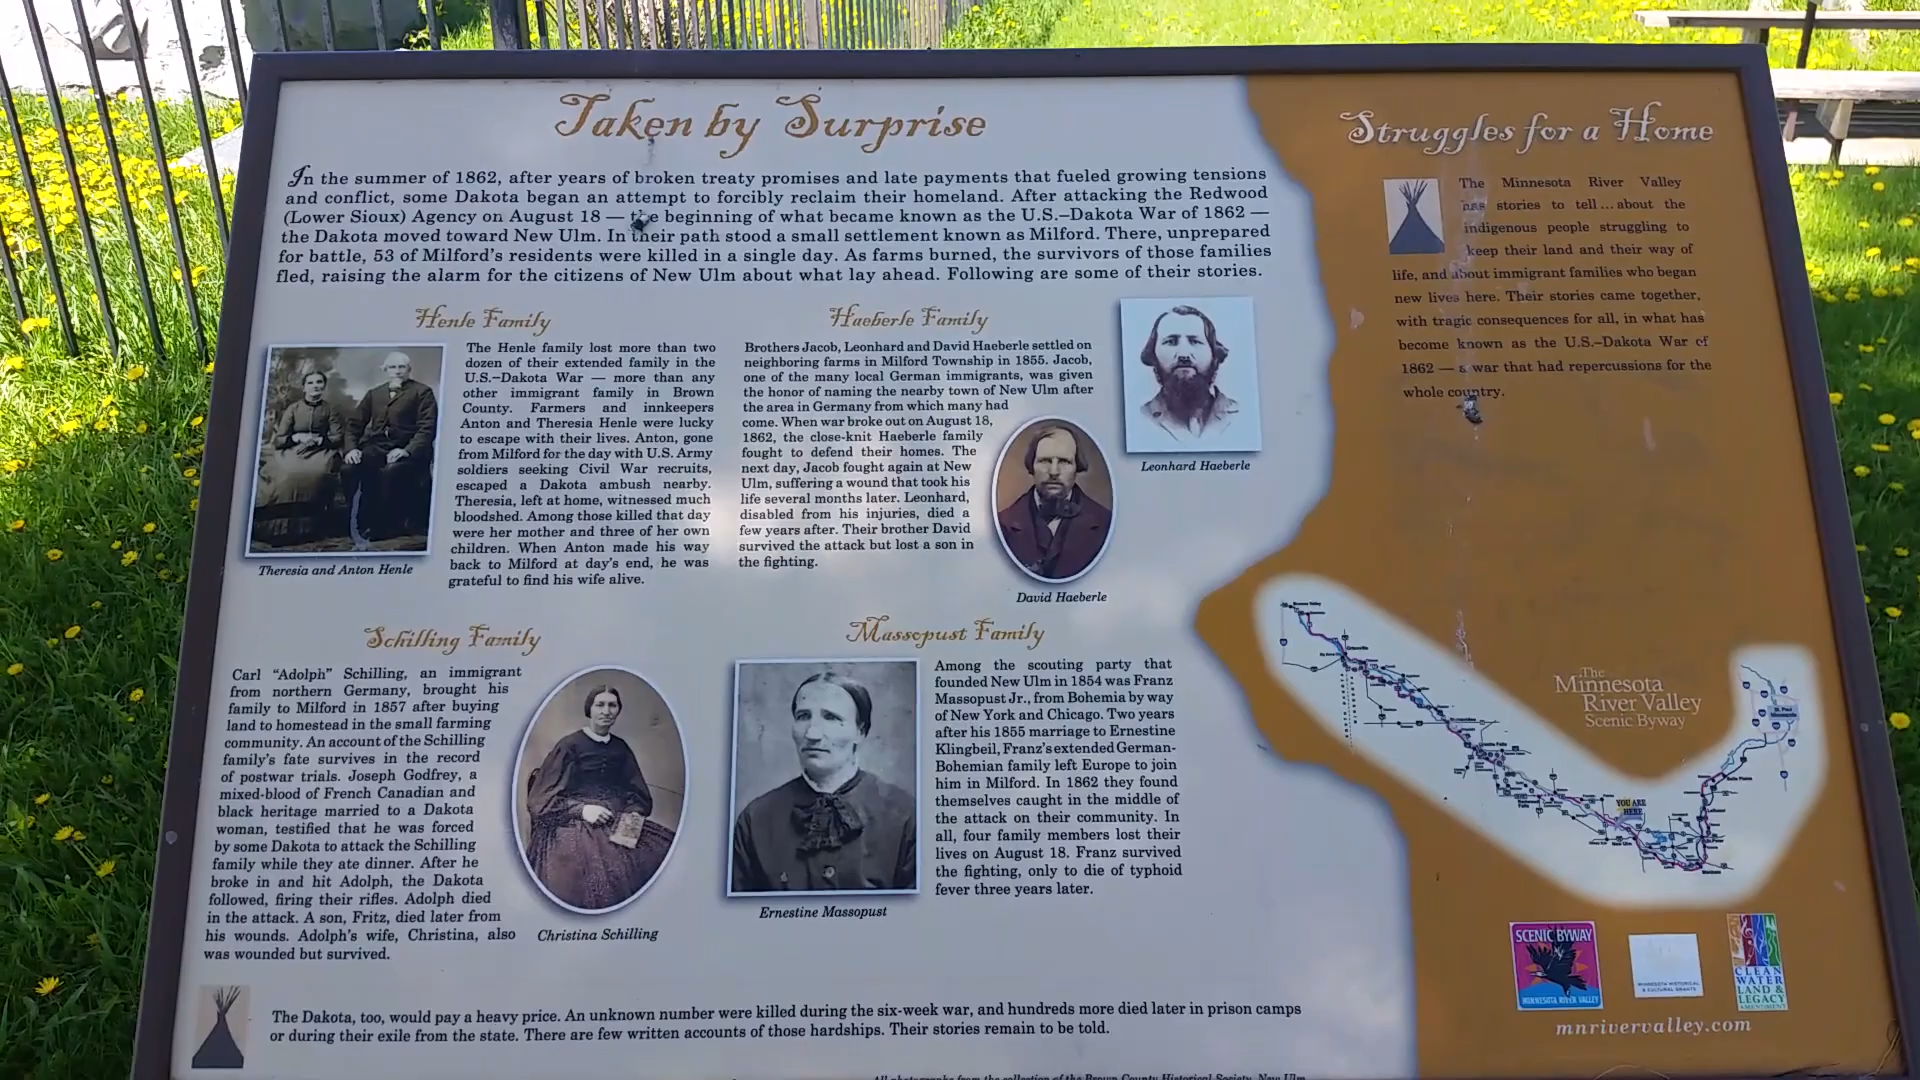 Taken by Surprise
In the summer of 1862, after years of broken treaty promises and late payments that fueled growing tensions
and conflict, some Dakota began an attempt to forcibly reclaim their homeland. After attacking the Redwood
(Lower Sioux) Agency on August 18 — the beginning of what became known as the U.S.–Dakota War of 1862 —
the Dakota moved toward New Ulm. In their path stood a small settlement known as Milford. There, unprepared
for battle, 53 of Milford's residents were killed in a single day. As farms burned, the survivors of those families
fled, raising the alarm for the citizens of New Ulm about what lay ahead. Following are some of their stories.
Henle Family
The Henle family lost more than two
dozen of their extended family in the
U.S.–Dakota War — more than any
other immigrant family in Brown
County. Farmers and innkeepers
Anton and Theresia Henle were lucky
to escape with their lives. Anton, gone
from Milford for the day with U.S. Army
soldiers seeking Civil War recruits,
escaped a Dakota ambush nearby.
Theresia, left at home, witnessed much
bloodshed. Among those killed that day
were her mother and three of her own
children. When Anton made his way
back to Milford at day's end, he was
grateful to find his wife alive.
Theresia and Anton Henle
Haeberle Family
Brothers Jacob, Leonhard and David Haeberle settled on
neighboring farms in Milford Township in 1855. Jacob,
one of the many local German immigrants, was given
the honor of naming the nearby town of New Ulm after
the area in Germany from which many had
come. When war broke out on August 18,
1862, the close-knit Haeberle family
fought to defend their homes. The
next day, Jacob fought again at New
Ulm, suffering a wound that took his
life several months later. Leonhard,
disabled from his injuries, died a
few years after. Their brother David
survived the attack but lost a son in
the fighting.
Leonhard Haeberle
David Haeberle
Schilling Family
Carl "Adolph" Schilling, an immigrant
from northern Germany, brought his
family to Milford in 1857 after buying
land to homestead in the small farming
community. An account of the Schilling
family's fate survives in the record
of postwar trials. Joseph Godfrey, a
mixed-blood of French Canadian and
black heritage married to a Dakota
woman, testified that he was forced
by some Dakota to attack the Schilling
family while they ate dinner. After he
broke in and hit Adolph, the Dakota
followed, firing their rifles. Adolph died
in the attack. A son, Fritz, died later from
his wounds. Adolph's wife, Christina, also
was wounded but survived.
Christina Schilling
Massopust Family
Among the scouting party that
founded New Ulm in 1854 was Franz
Massopust Jr., from Bohemia by way
of New York and Chicago. Two years
after his 1855 marriage to Ernestine
Klingbeil, Franz's extended German-
Bohemian family left Europe to join
him in Milford. In 1862 they found
themselves caught in the middle of
the attack on their community. In
all, four family members lost their
lives on August 18. Franz survived
the fighting, only to die of typhoid
fever three years later.
Ernestine Massopust
The Dakota, too, would pay a heavy price. An unknown number were killed during the six-week war, and hundreds more died later in prison camps
or during their exile from the state. There are few written accounts of those hardships. Their stories remain to be told.
All photographs from the collection of the Brown County Historical Society, New Ulm
Struggles for a Home
The Minnesota River Valley
has stories to tell ... about the
indigenous people struggling to
keep their land and their way of
life, and about immigrant families who began
new lives here. Their stories came together,
with tragic consequences for all, in what has
become known as the U.S.–Dakota War of
1862 — a war that had repercussions for the
whole country.
The
Minnesota
River Valley
Scenic Byway
YOU ARE
HERE
New Ulm
SCENIC BYWAY
MINNESOTA RIVER VALLEY
MINNESOTA HISTORICAL
& CULTURAL GRANTS
CLEAN
WATER
LAND &
LEGACY
AMENDMENT
mnrivervalley.com